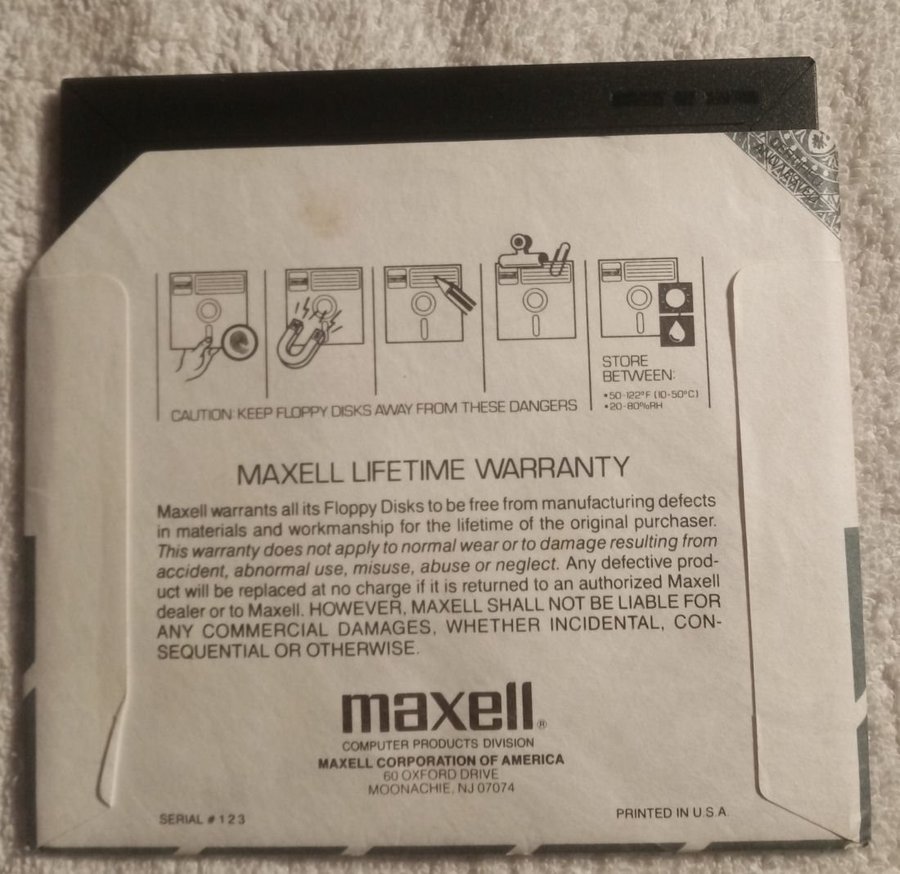 CERTIFIED
STORE
BETWEEN:
•50-122°F (10-50°C)
•20-80%RH
CAUTION: KEEP FLOPPY DISKS AWAY FROM THESE DANGERS
MAXELL LIFETIME WARRANTY
Maxell warrants all its Floppy Disks to be free from manufacturing defects
in materials and workmanship for the lifetime of the original purchaser.
This warranty does not apply to normal wear or to damage resulting from
accident, abnormal use, misuse, abuse or neglect. Any defective prod-
uct will be replaced at no charge if it is returned to an authorized Maxell
dealer or to Maxell. HOWEVER, MAXELL SHALL NOT BE LIABLE FOR
ANY COMMERCIAL DAMAGES, WHETHER INCIDENTAL, CON-
SEQUENTIAL OR OTHERWISE.
maxell®
COMPUTER PRODUCTS DIVISION
MAXELL CORPORATION OF AMERICA
60 OXFORD DRIVE
MOONACHIE, NJ 07074
SERIAL # 1 2 3
PRINTED IN U.S.A.